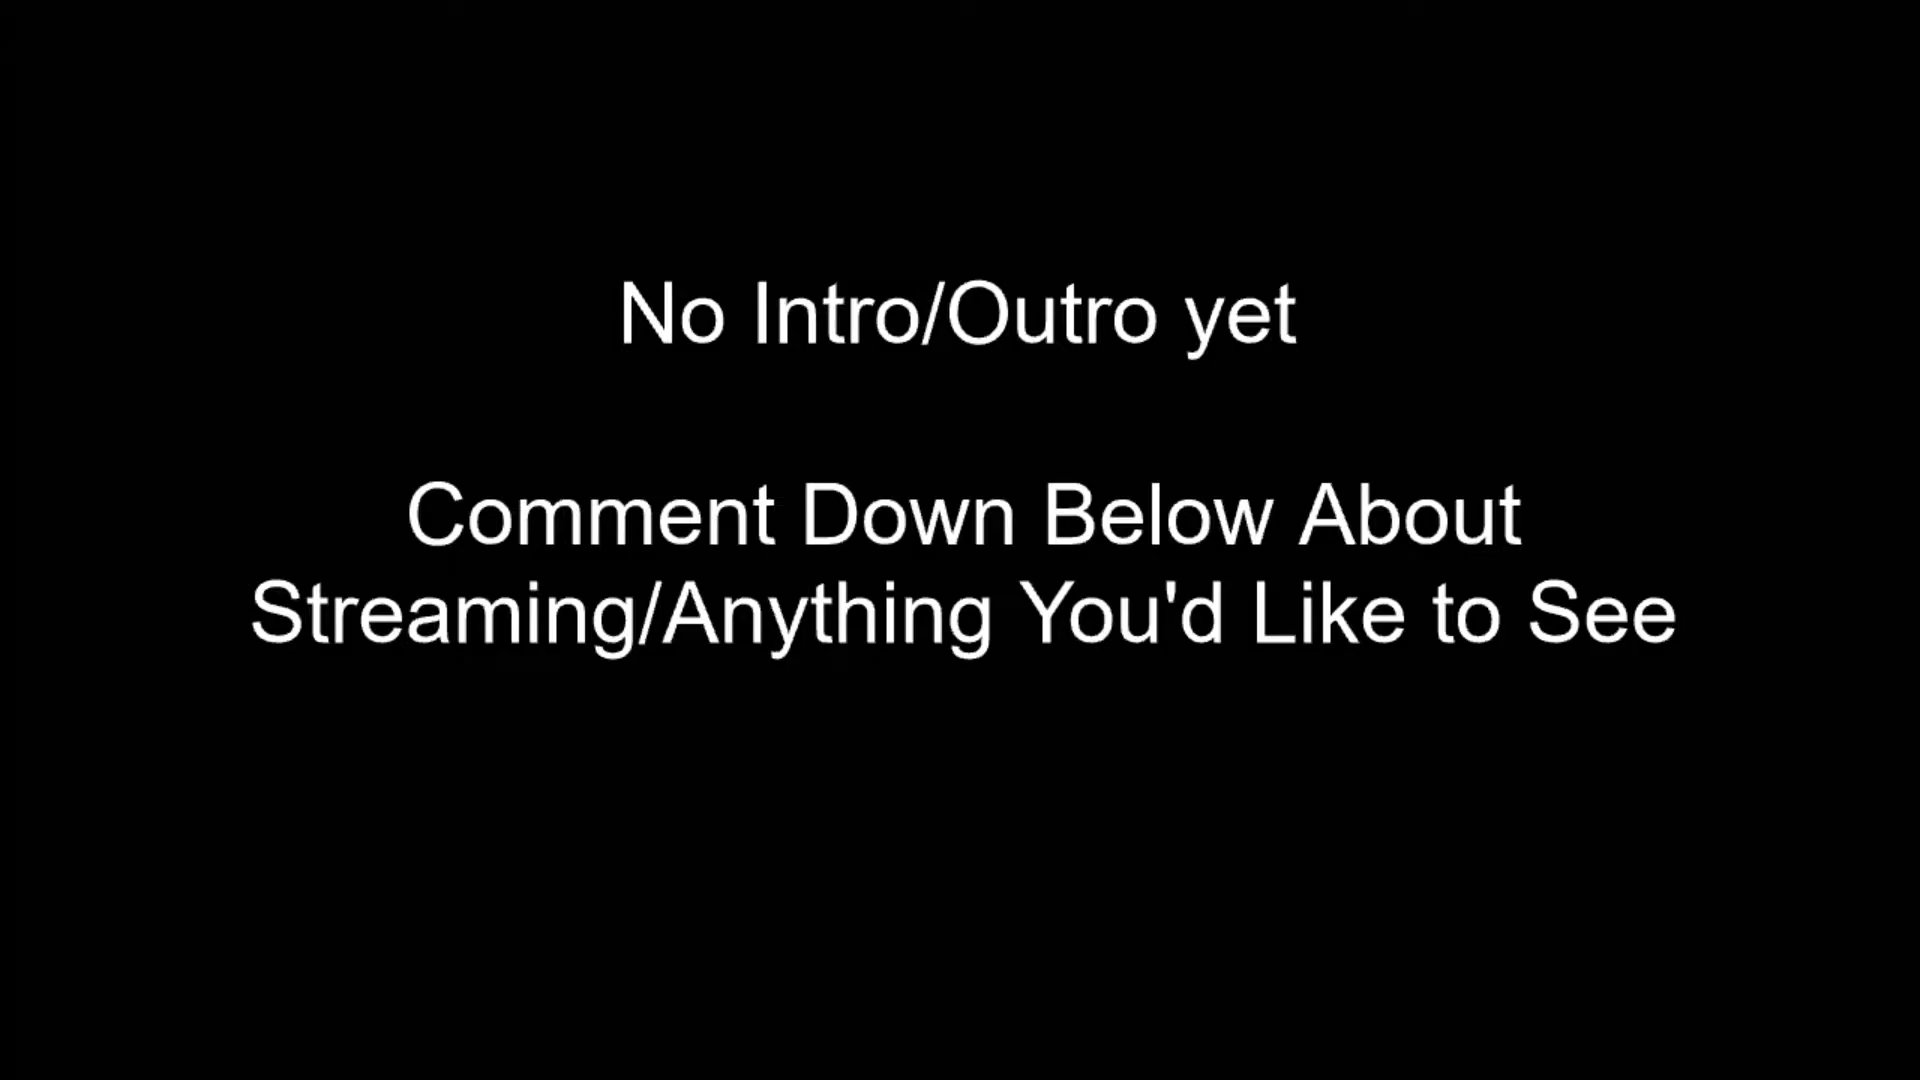 No Intro/Outro yet
Comment Down Below About
Streaming/Anything You'd Like to See